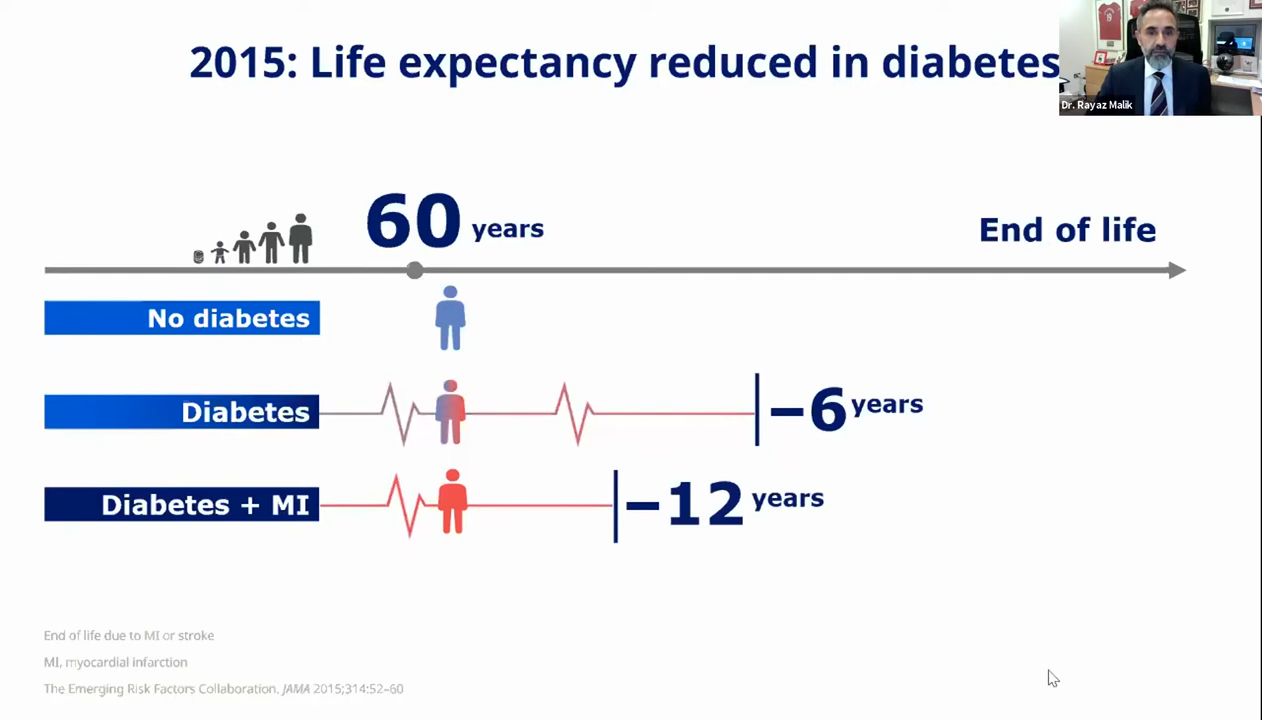 2015: Life expectancy reduced in diabetes
Dr. Rayaz Malik
60 years
End of life
No diabetes
Diabetes
−6 years
Diabetes + MI
−12 years
End of life due to MI or stroke
MI, myocardial infarction
The Emerging Risk Factors Collaboration. JAMA 2015;314:52–60